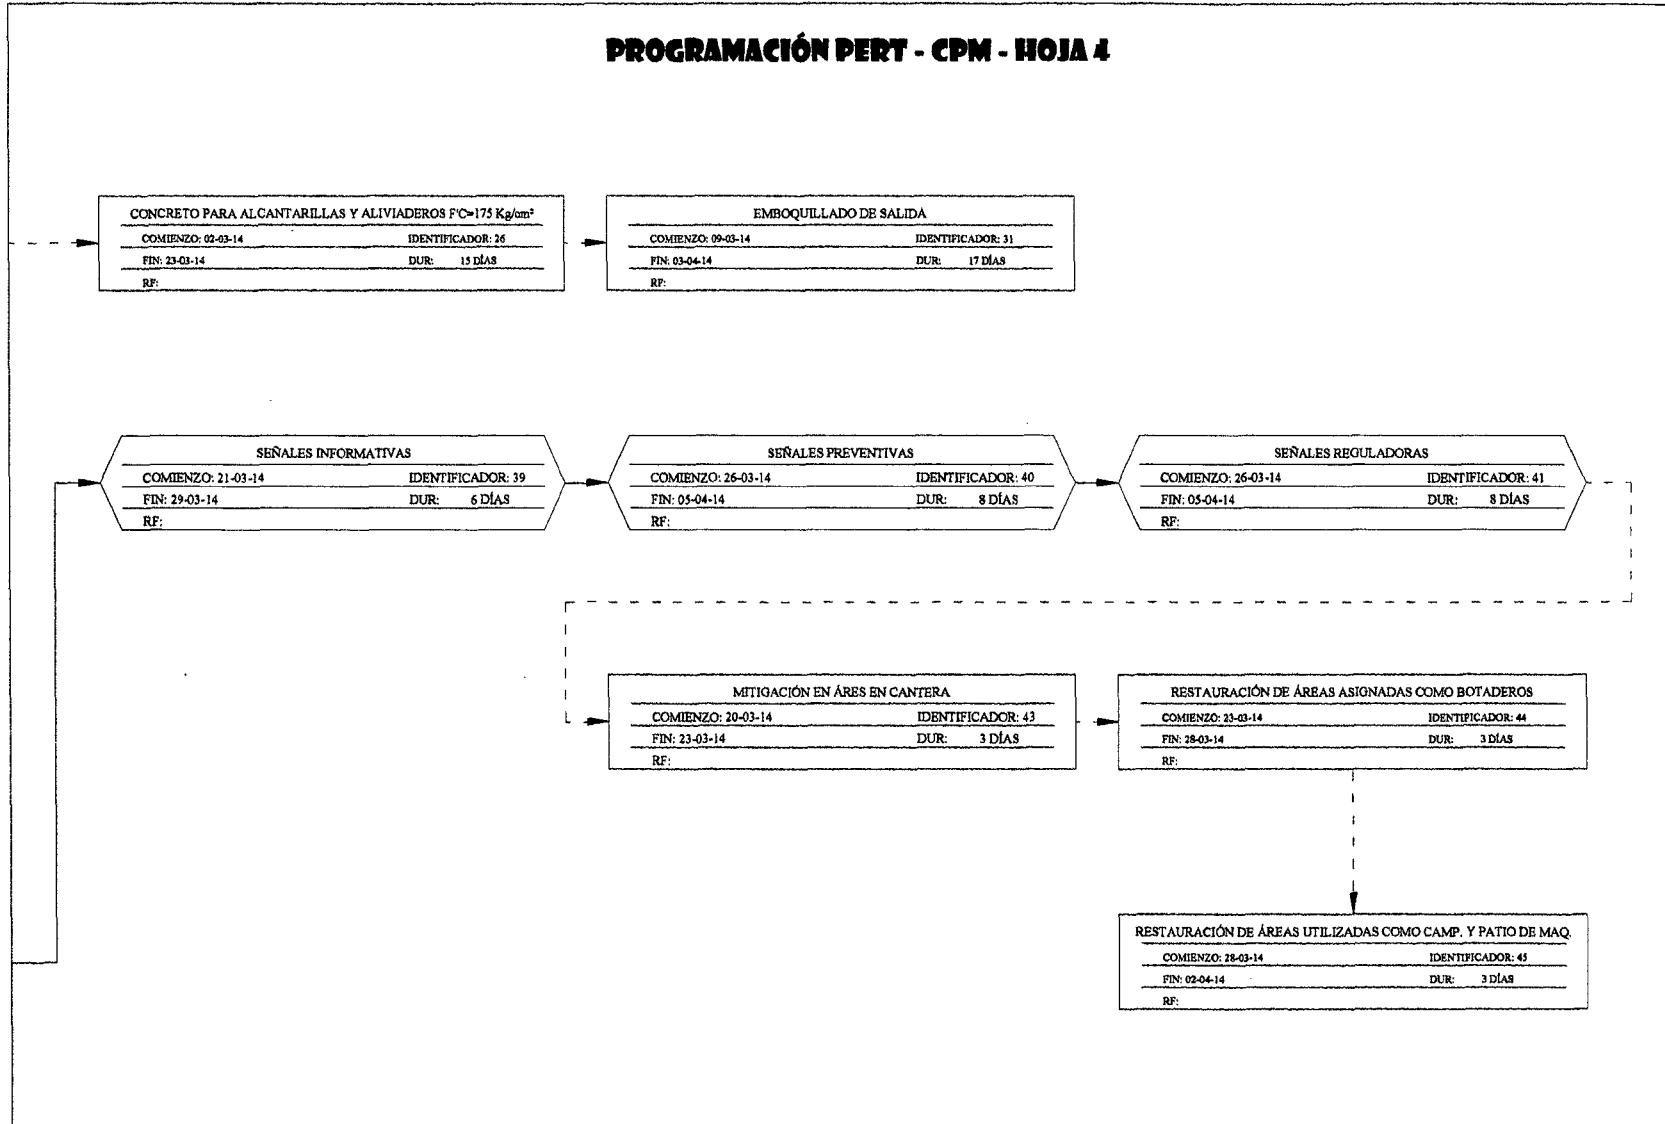 PROGRAMACIÓN PERT - CPM - HOJA 4
CONCRETO PARA ALCANTARILLAS Y ALIVIADEROS F'C=175 Kg/cm²
COMIENZO: 02-03-14 IDENTIFICADOR: 26
FIN: 23-03-14 DUR: 15 DÍAS
RF:
EMBOQUILLADO DE SALIDA
COMIENZO: 09-03-14 IDENTIFICADOR: 31
FIN: 03-04-14 DUR: 17 DÍAS
RF:
SEÑALES INFORMATIVAS
COMIENZO: 21-03-14 IDENTIFICADOR: 39
FIN: 29-03-14 DUR: 6 DÍAS
RF:
SEÑALES PREVENTIVAS
COMIENZO: 26-03-14 IDENTIFICADOR: 40
FIN: 05-04-14 DUR: 8 DÍAS
RF:
SEÑALES REGULADORAS
COMIENZO: 26-03-14 IDENTIFICADOR: 41
FIN: 05-04-14 DUR: 8 DÍAS
RF:
MITIGACIÓN EN ÁRES EN CANTERA
COMIENZO: 20-03-14 IDENTIFICADOR: 43
FIN: 23-03-14 DUR: 3 DÍAS
RF:
RESTAURACIÓN DE ÁREAS ASIGNADAS COMO BOTADEROS
COMIENZO: 23-03-14 IDENTIFICADOR: 44
FIN: 28-03-14 DUR: 3 DÍAS
RF:
RESTAURACIÓN DE ÁREAS UTILIZADAS COMO CAMP. Y PATIO DE MAQ.
COMIENZO: 28-03-14 IDENTIFICADOR: 45
FIN: 02-04-14 DUR: 3 DÍAS
RF: